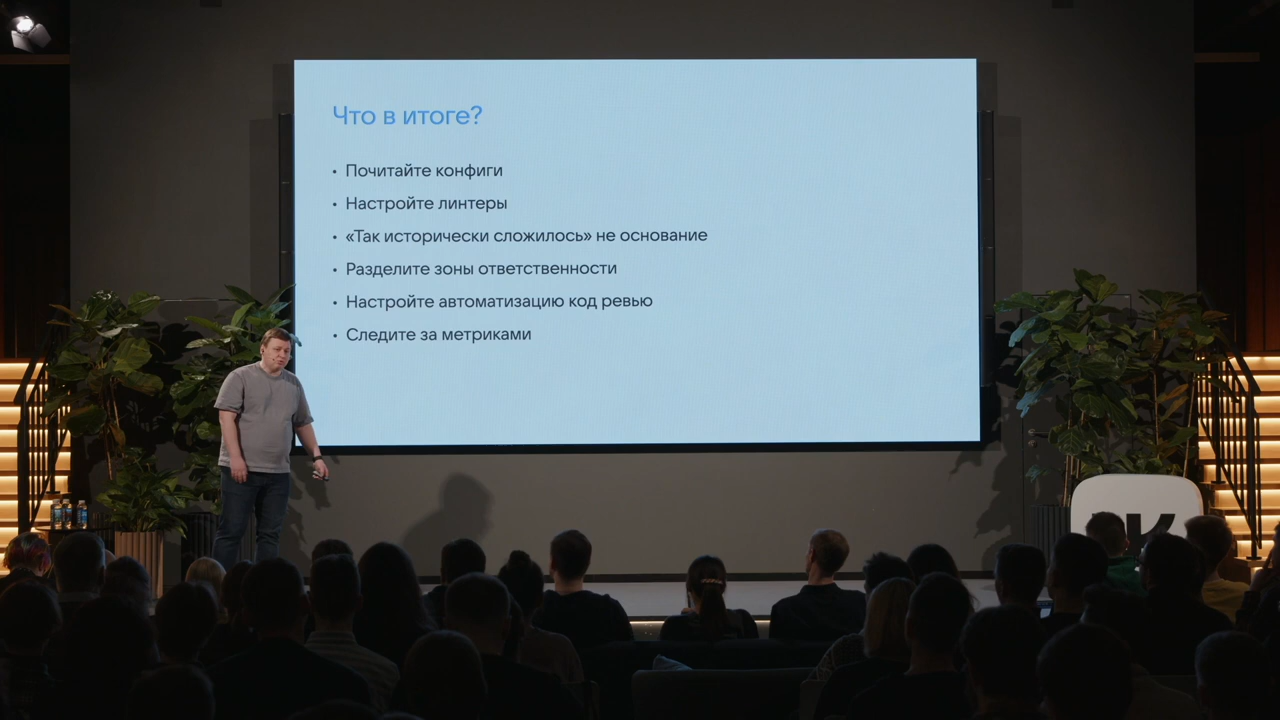 Что в итоге?
• Почитайте конфиги
• Настройте линтеры
• «Так исторически сложилось» не основание
• Разделите зоны ответственности
• Настройте автоматизацию код ревью
• Следите за метриками